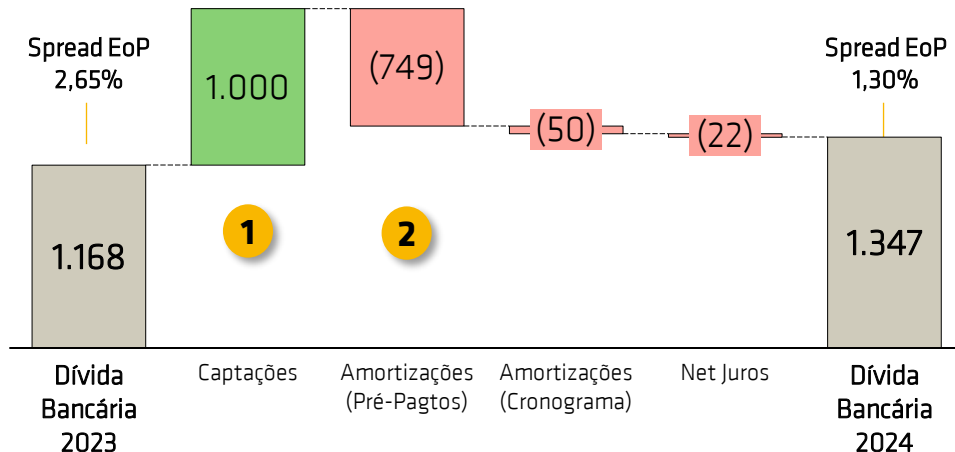 Spread EoP
2,65%
Spread EoP
1,30%
1.000
(749)
(50)
(22)
1.168
1
2
1.347
Dívida
Bancária
2023
Captações
Amortizações
(Pré-Pagtos)
Amortizações
(Cronograma)
Net Juros
Dívida
Bancária
2024